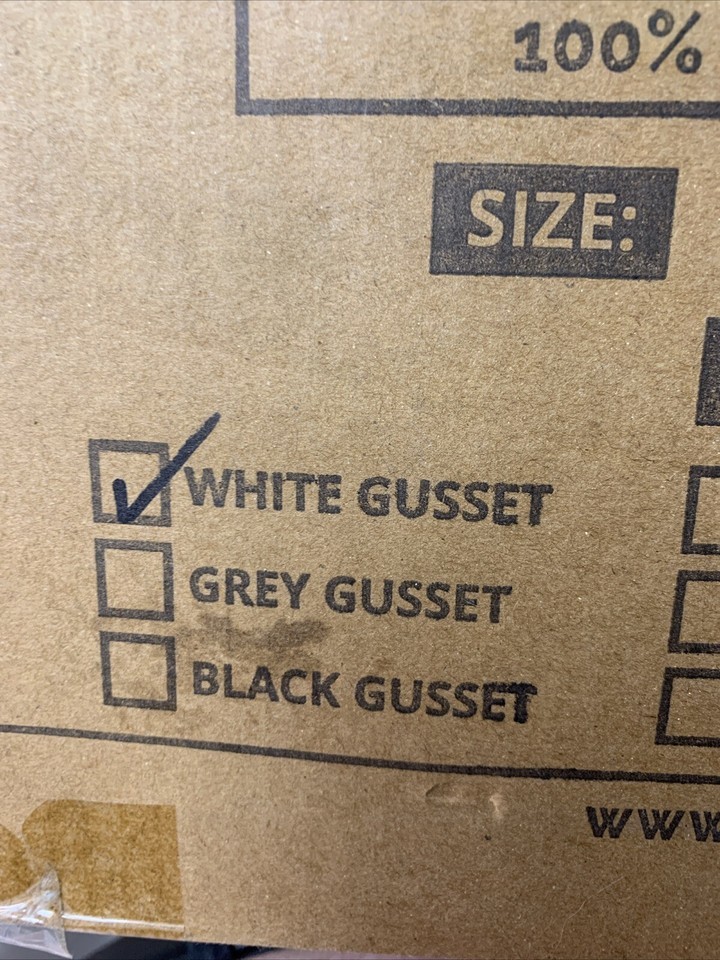 100%
SIZE:
WHITE GUSSET
GREY GUSSET
BLACK GUSSET
WWW